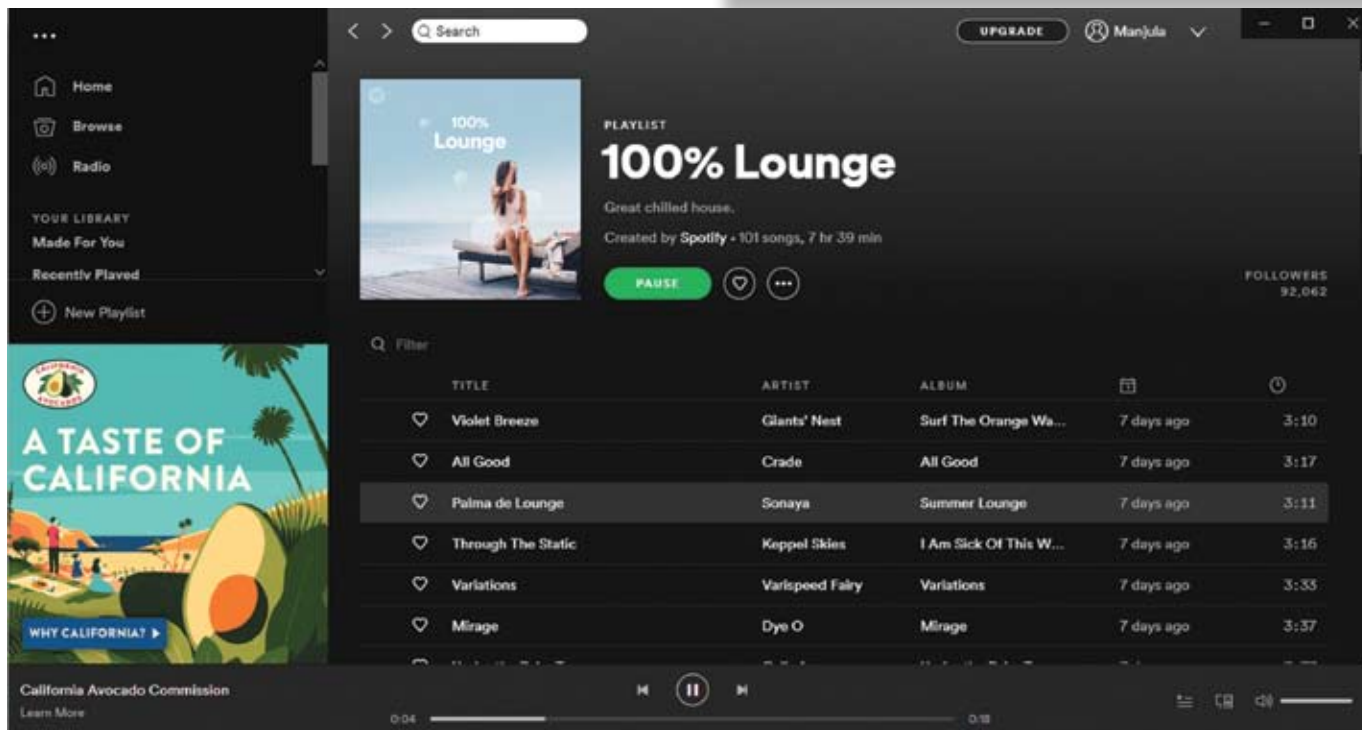 Search
UPGRADE
Manjula
Home
Browse
Radio
YOUR LIBRARY
Made For You
Recently Played
New Playlist
CALIFORNIA
AVOCADO
A TASTE OF
CALIFORNIA
WHY CALIFORNIA?
100%
Lounge
PLAYLIST
100% Lounge
Great chilled house.
Created by Spotify • 101 songs, 7 hr 39 min
PAUSE
FOLLOWERS
92,062
Filter
TITLE ARTIST ALBUM
Violet Breeze Giants' Nest Surf The Orange Wa... 7 days ago 3:10
All Good Crade All Good 7 days ago 3:17
Palma de Lounge Sonaya Summer Lounge 7 days ago 3:11
Through The Static Keppel Skies I Am Sick Of This W... 7 days ago 3:16
Variations Varispeed Fairy Variations 7 days ago 3:33
Mirage Dye O Mirage 7 days ago 3:37
California Avocado Commission
Learn More
0:04 0:18